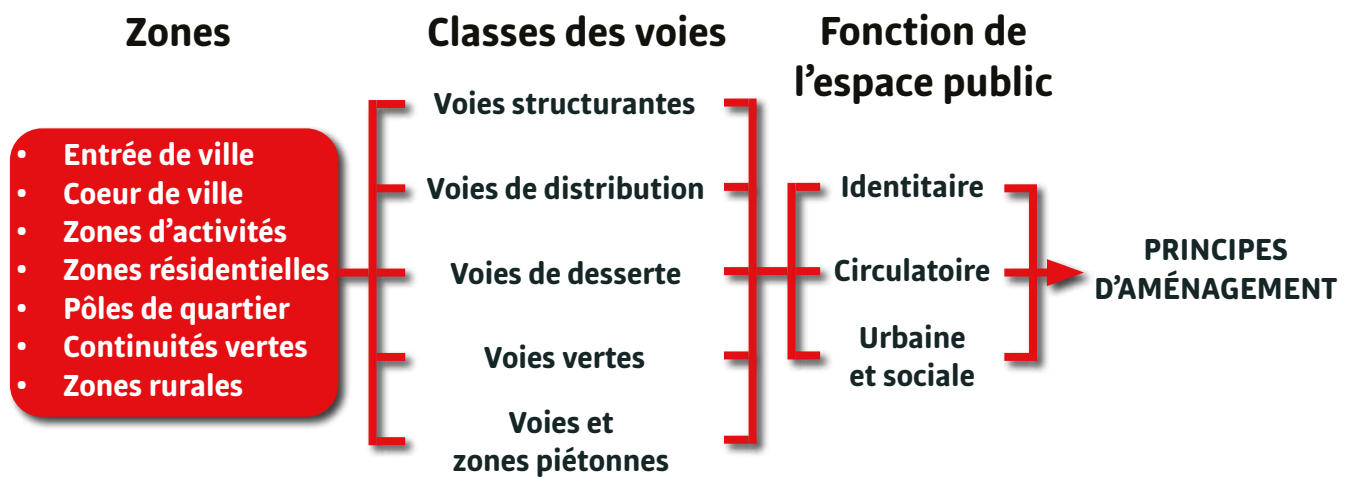 Zones
• Entrée de ville
• Coeur de ville
• Zones d'activités
• Zones résidentielles
• Pôles de quartier
• Continuités vertes
• Zones rurales
Classes des voies
Voies structurantes
Voies de distribution
Voies de desserte
Voies vertes
Voies et
zones piétonnes
Fonction de
l'espace public
Identitaire
Circulatoire
Urbaine
et sociale
PRINCIPES
D'AMÉNAGEMENT